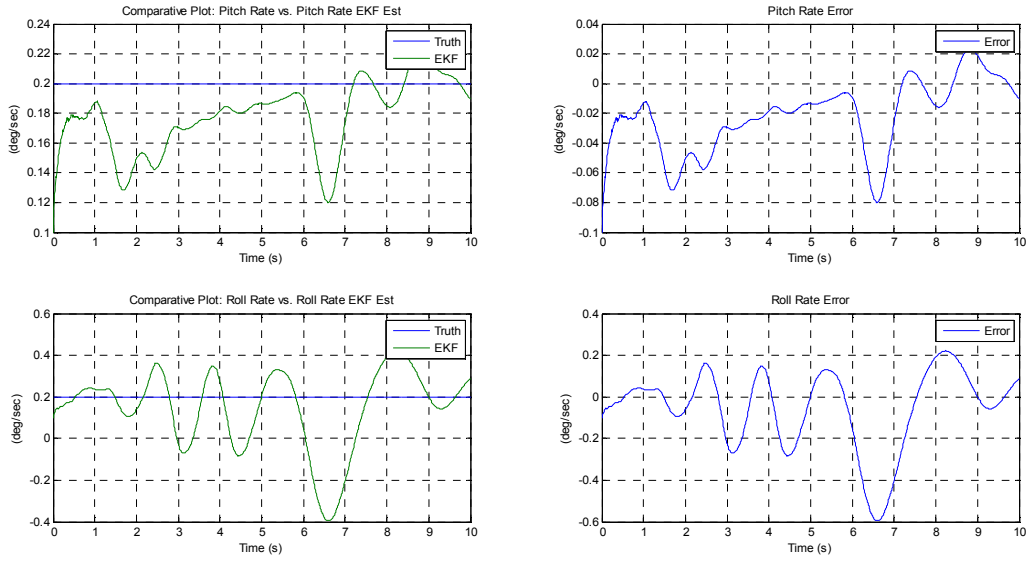 Comparative Plot: Pitch Rate vs. Pitch Rate EKF Est
(deg/sec)
0.24
0.22
0.2
0.18
0.16
0.14
0.12
0.1
Truth
EKF
0 1 2 3 4 5 6 7 8 9 10
Time (s)
Pitch Rate Error
(deg/sec)
0.04
0.02
0
-0.02
-0.04
-0.06
-0.08
-0.1
Error
0 1 2 3 4 5 6 7 8 9 10
Time (s)
Comparative Plot: Roll Rate vs. Roll Rate EKF Est
(deg/sec)
0.6
0.4
0.2
0
-0.2
-0.4
Truth
EKF
0 1 2 3 4 5 6 7 8 9 10
Time (s)
Roll Rate Error
(deg/sec)
0.4
0.2
0
-0.2
-0.4
-0.6
Error
0 1 2 3 4 5 6 7 8 9 10
Time (s)